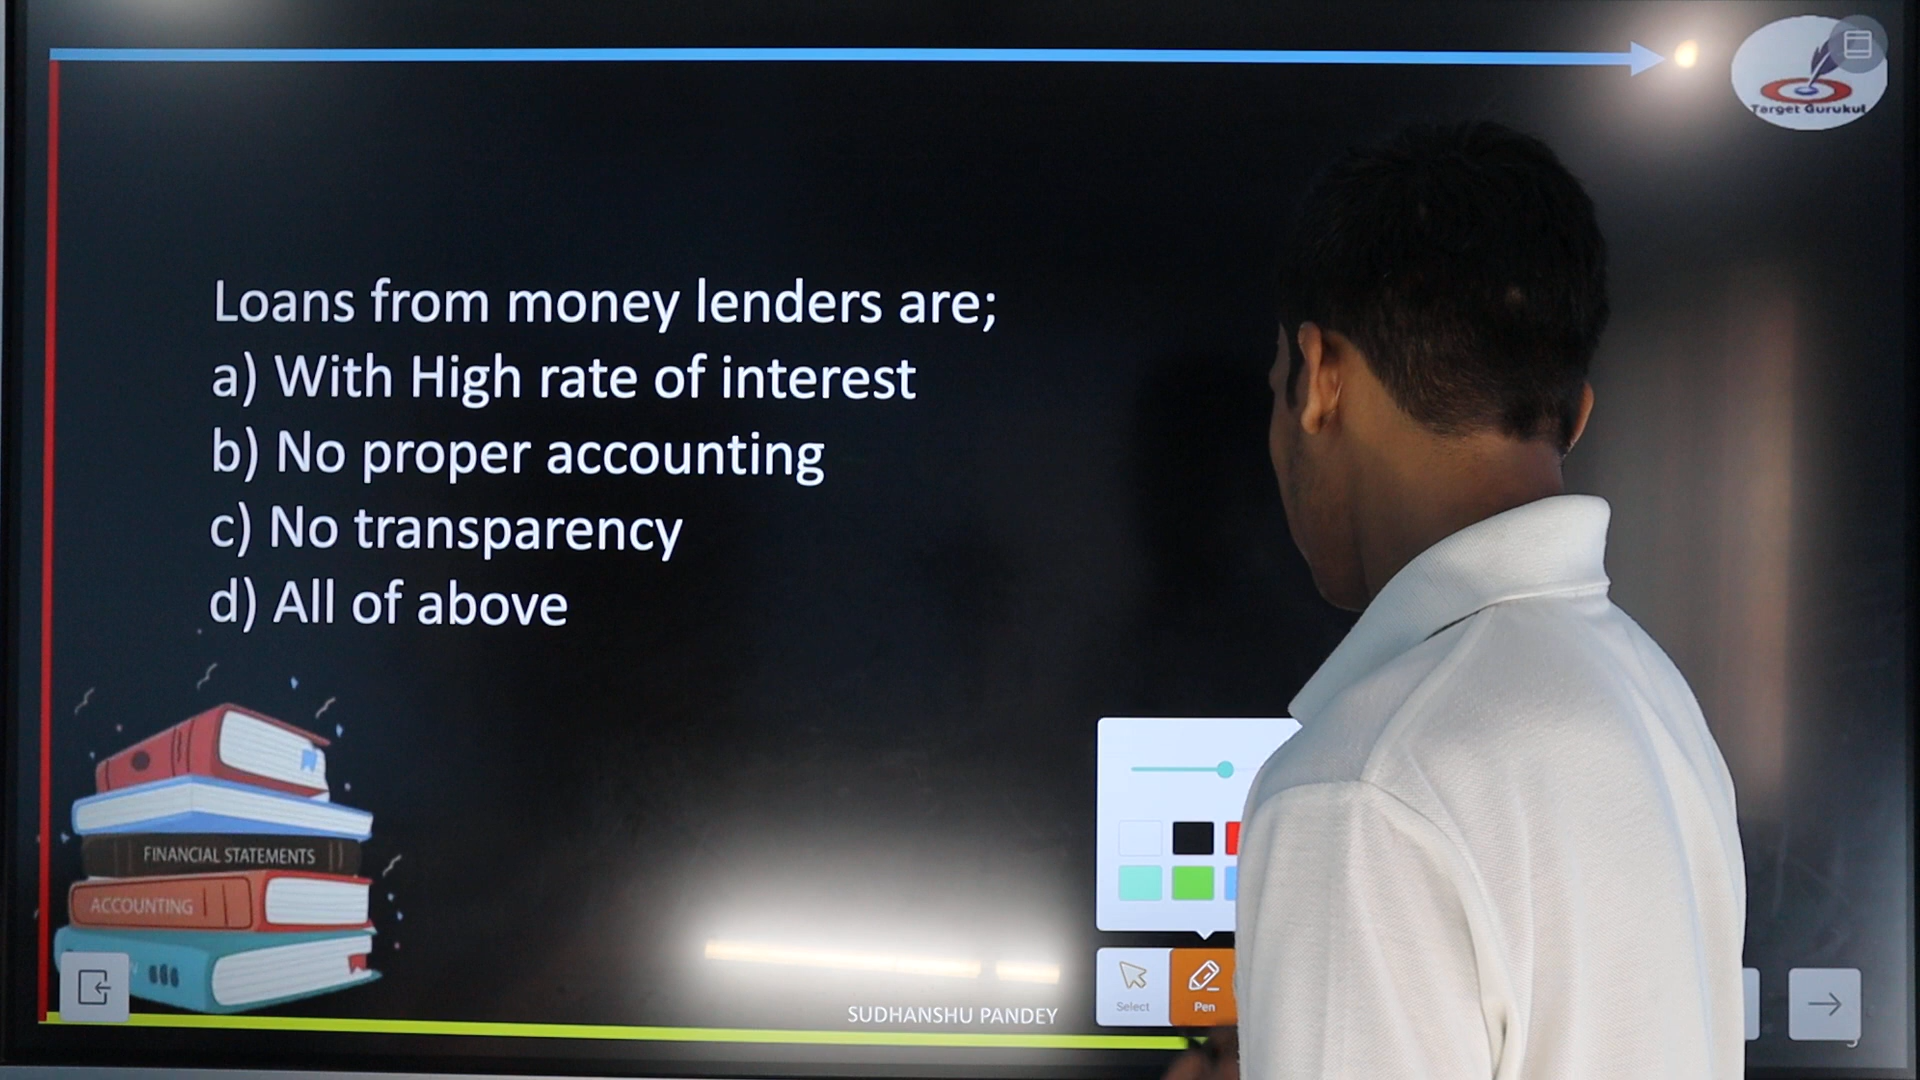 Target Gurukul
Loans from money lenders are;
a) With High rate of interest
b) No proper accounting
c) No transparency
d) All of above
FINANCIAL STATEMENTS
ACCOUNTING
SUDHANSHU PANDEY
Select
Pen